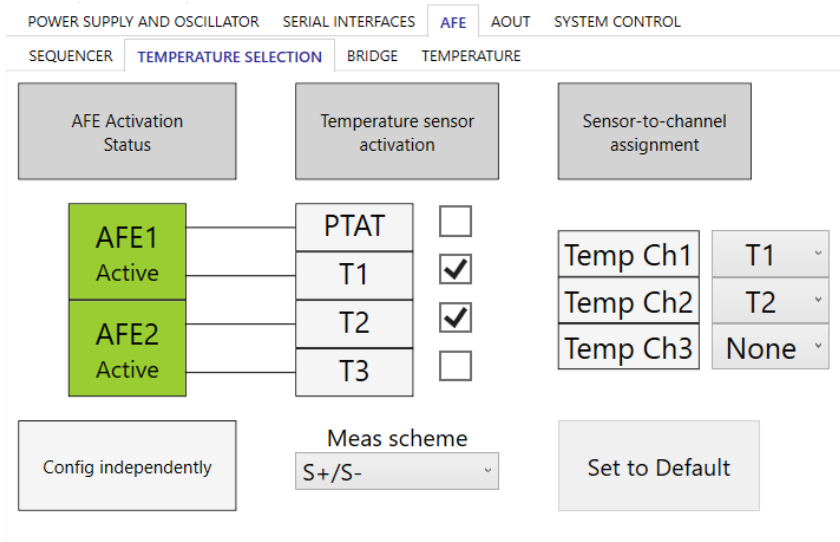 POWER SUPPLY AND OSCILLATOR SERIAL INTERFACES AFE AOUT SYSTEM CONTROL
SEQUENCER TEMPERATURE SELECTION BRIDGE TEMPERATURE
AFE Activation
Status
Temperature sensor
activation
Sensor-to-channel
assignment
AFE1
Active
AFE2
Active
PTAT
T1
T2
T3
Temp Ch1 T1
Temp Ch2 T2
Temp Ch3 None
Config independently
Meas scheme
S+/S-
Set to Default